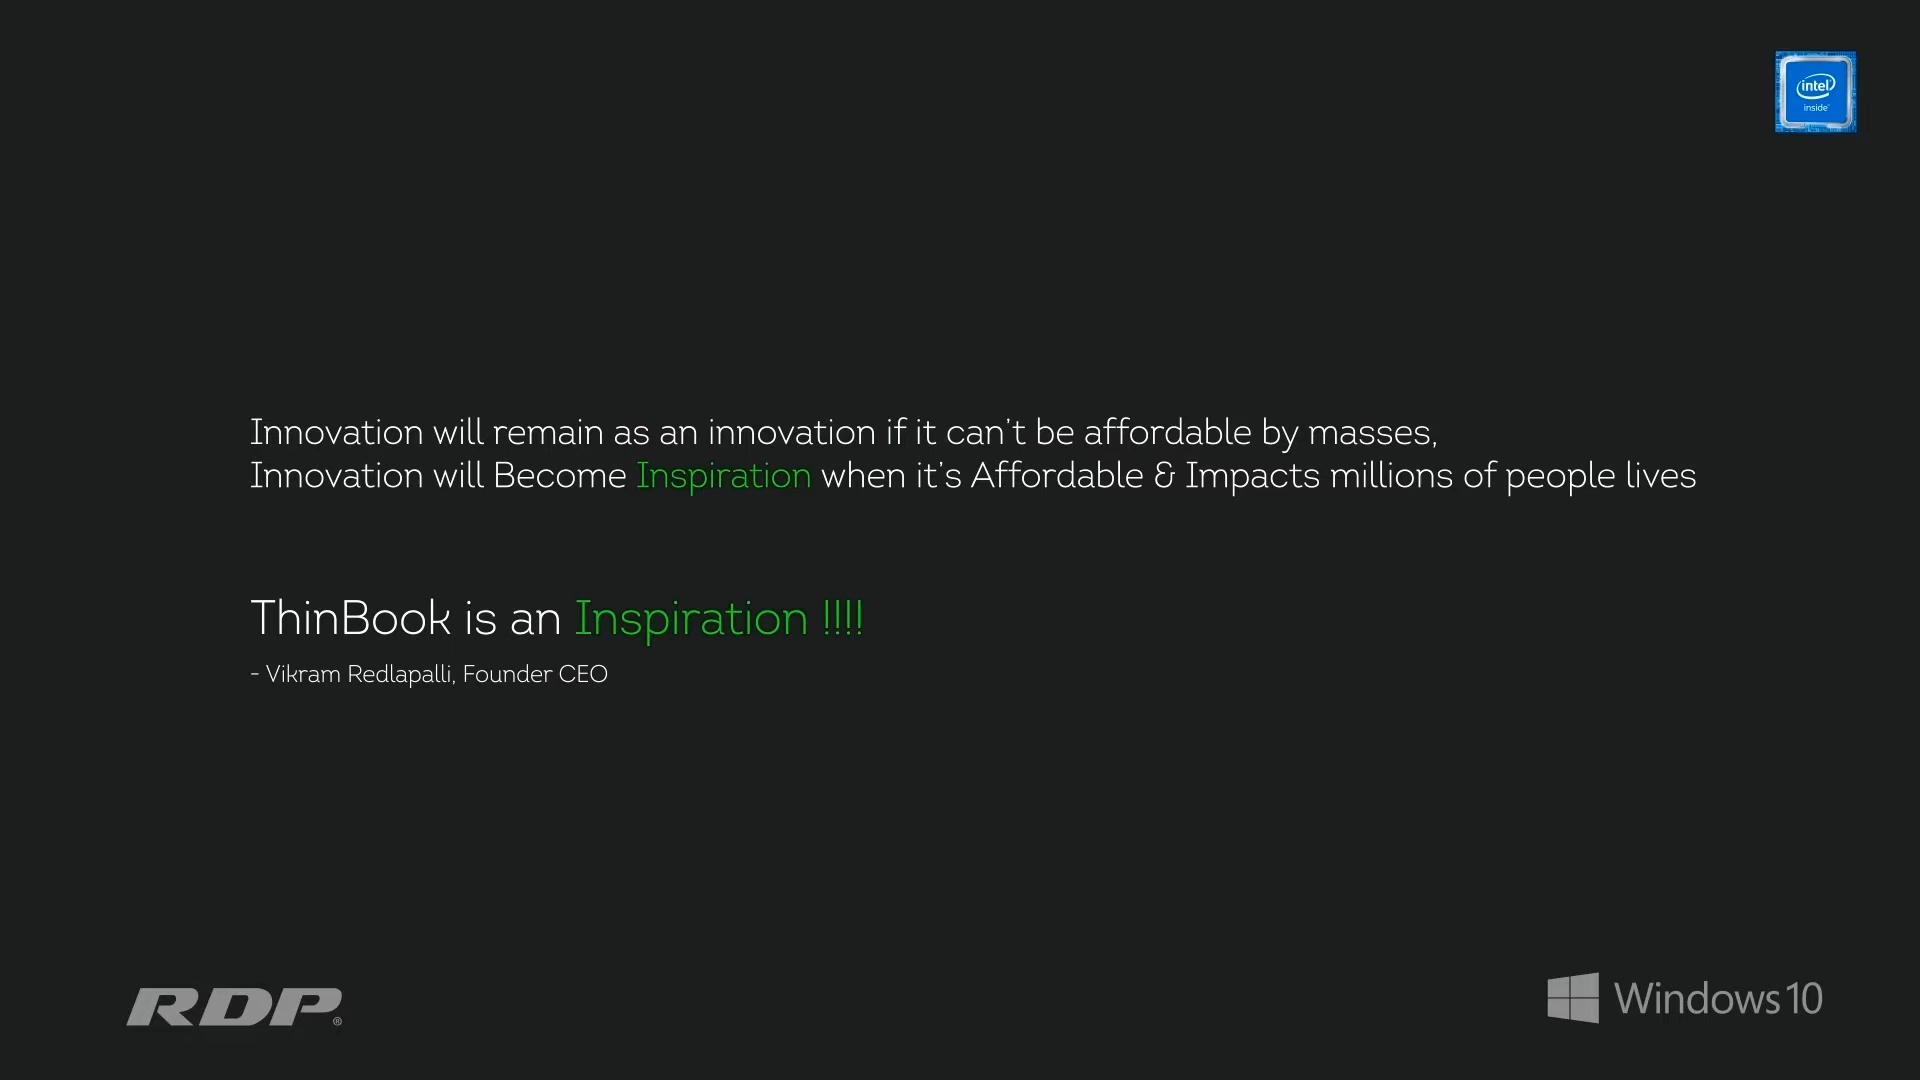 intel
inside
Innovation will remain as an innovation if it can't be affordable by masses,
Innovation will Become Inspiration when it's Affordable & Impacts millions of people lives
ThinBook is an Inspiration !!!!
- Vikram Redlapalli, Founder CEO
RDP®
Windows 10